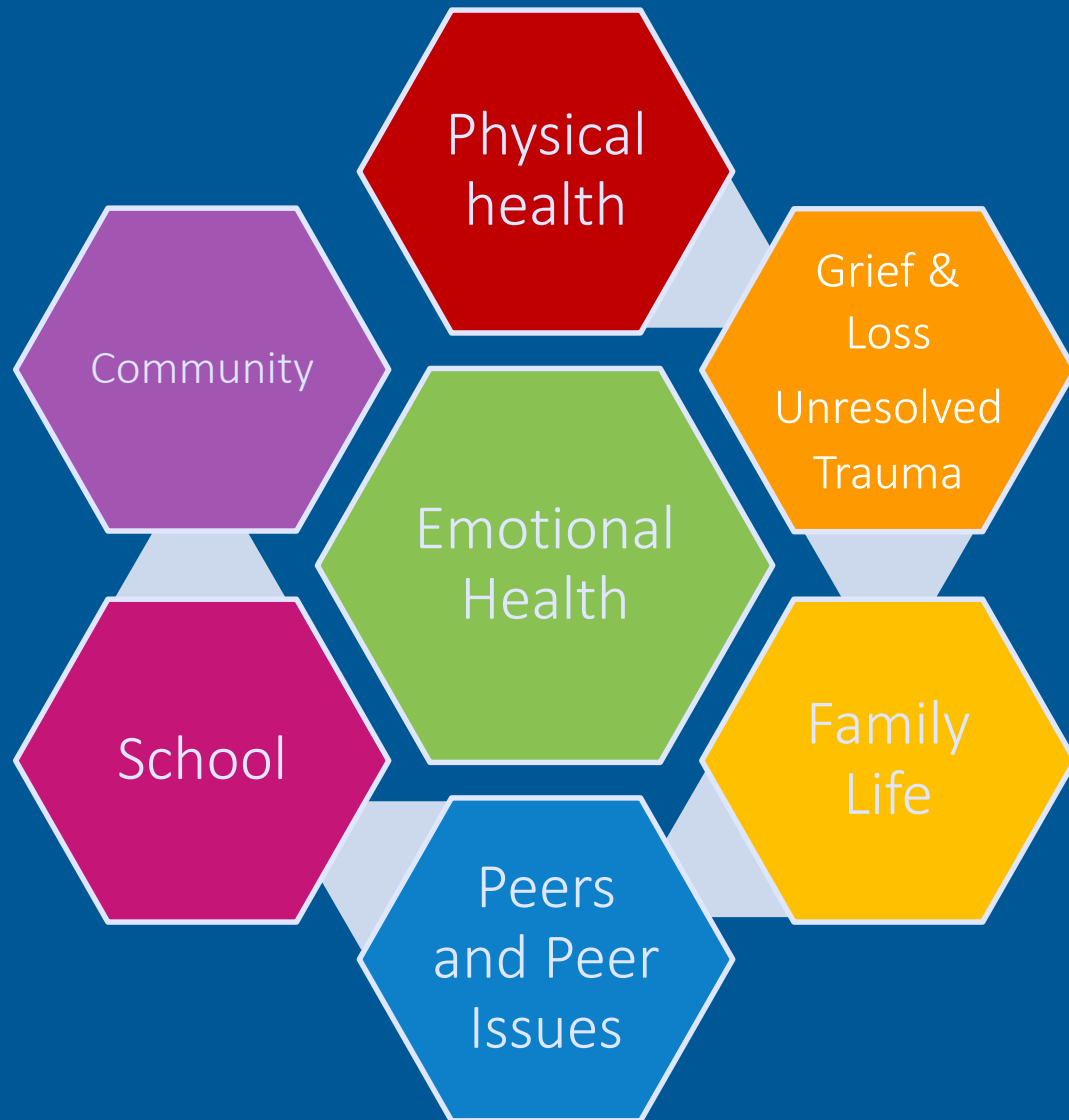 Physical
health
Grief &
Loss
Unresolved
Trauma
Community
Emotional
Health
Family
Life
School
Peers
and Peer
Issues